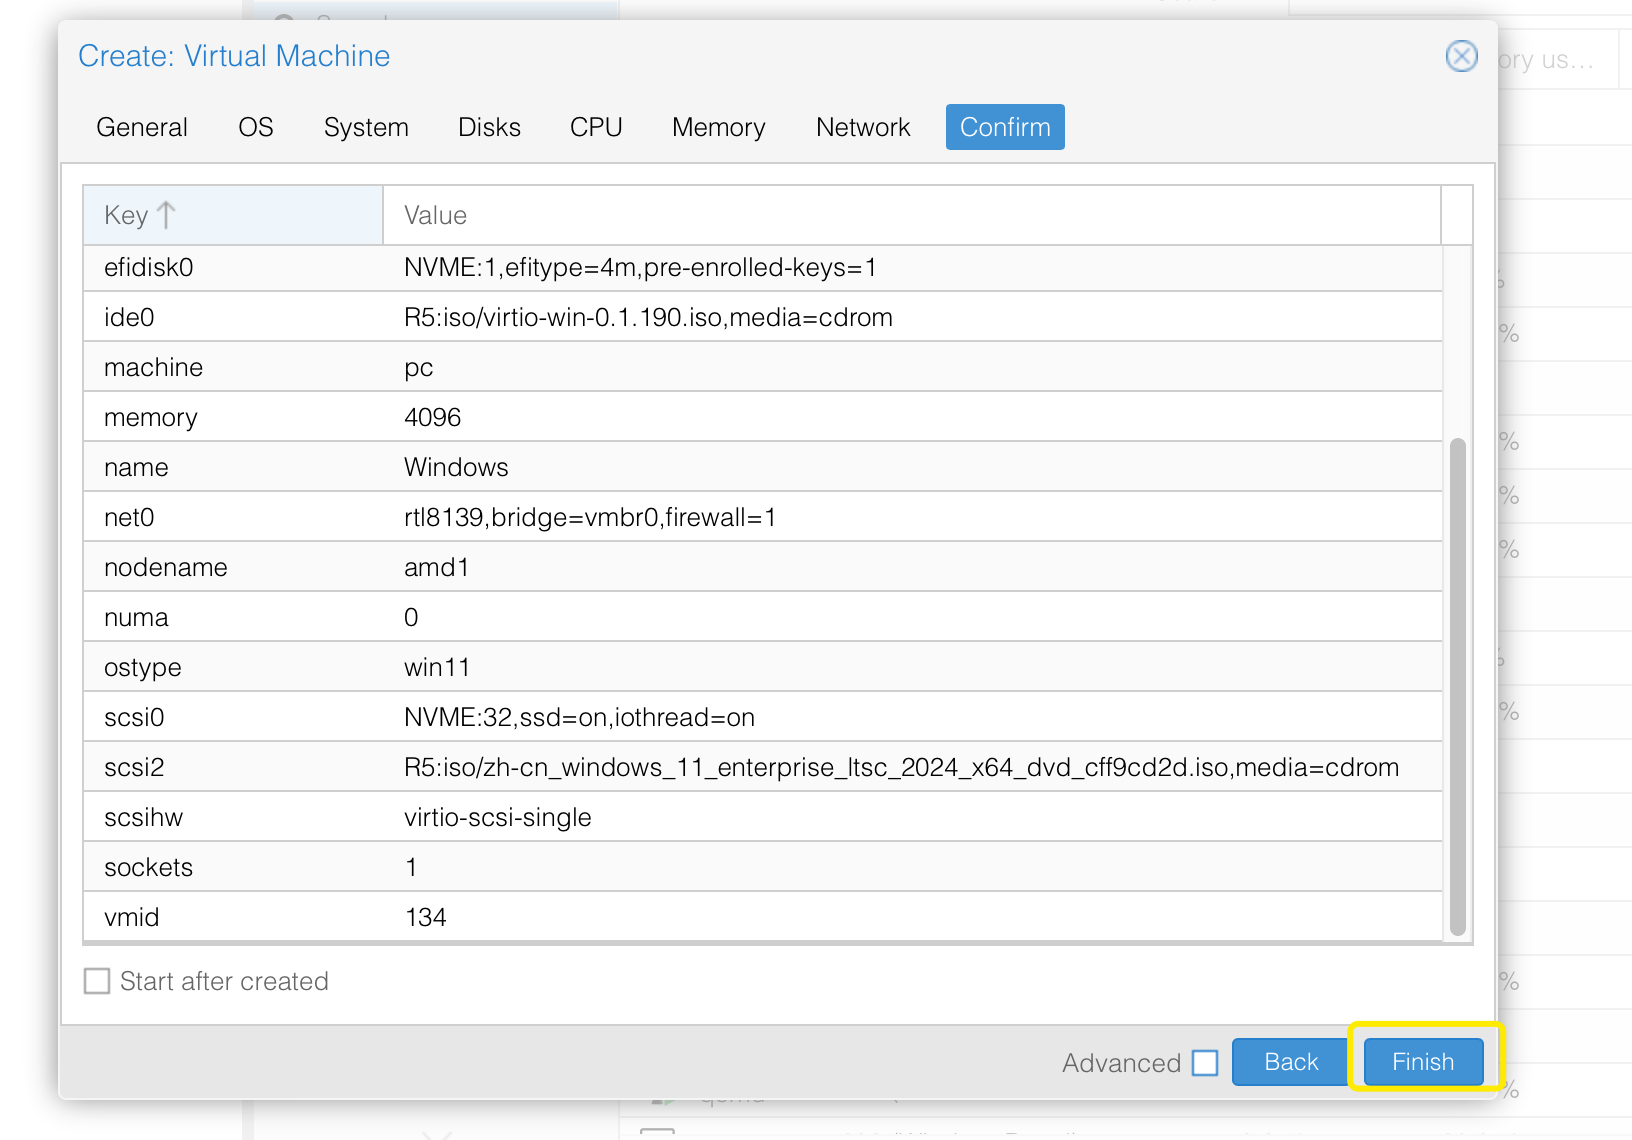 Create: Virtual Machine
ory us...
General OS System Disks CPU Memory Network Confirm
Key Value
efidisk0 NVME:1,efitype=4m,pre-enrolled-keys=1
ide0 R5:iso/virtio-win-0.1.190.iso,media=cdrom
machine pc
memory 4096
name Windows
net0 rtl8139,bridge=vmbr0,firewall=1
nodename amd1
numa 0
ostype win11
scsi0 NVME:32,ssd=on,iothread=on
scsi2 R5:iso/zh-cn_windows_11_enterprise_ltsc_2024_x64_dvd_cff9cd2d.iso,media=cdrom
scsihw virtio-scsi-single
sockets 1
vmid 134
Start after created
Advanced Back Finish